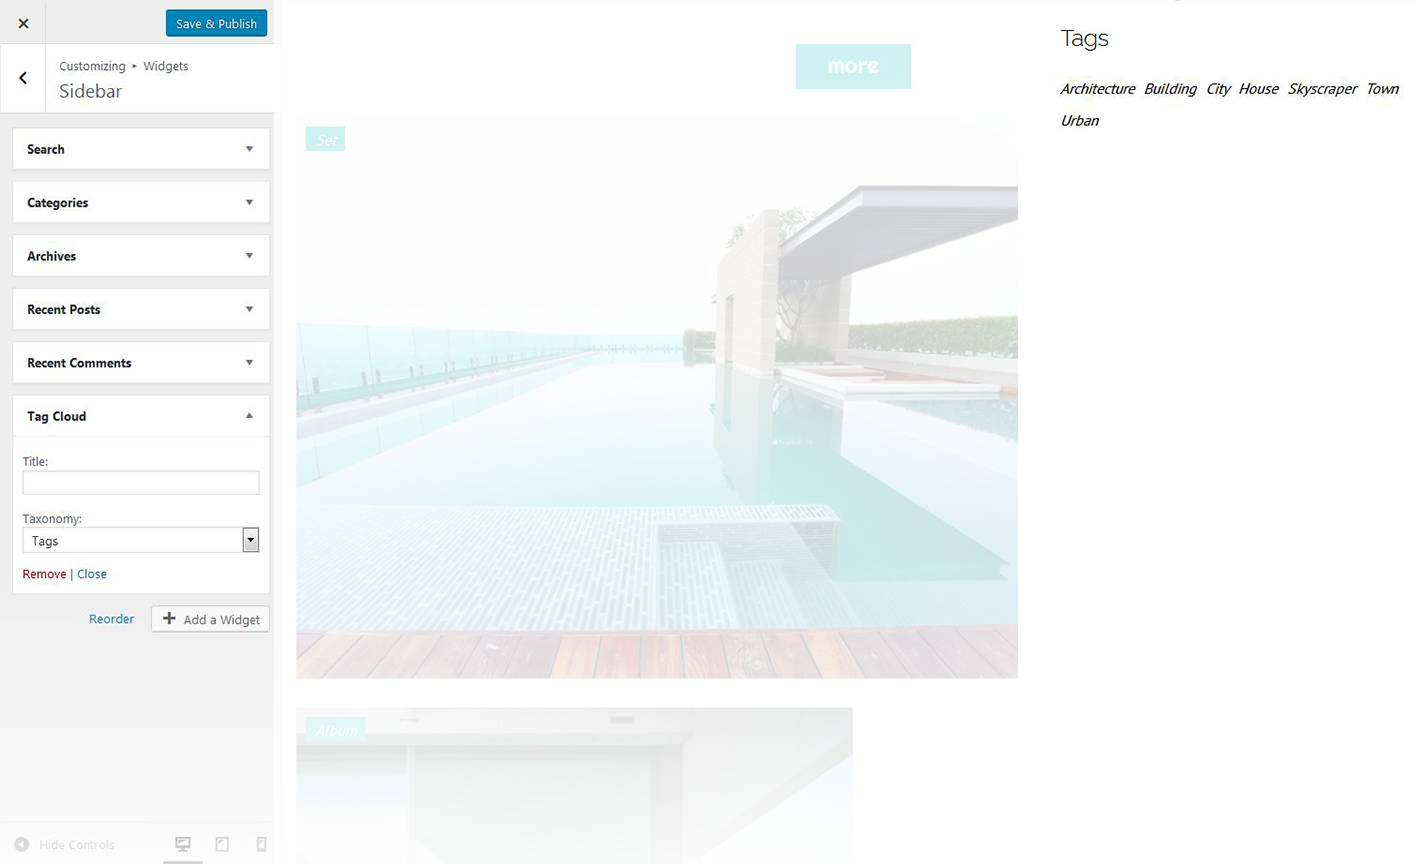 Save & Publish
Customizing ▸ Widgets
Sidebar
Search
Categories
Archives
Recent Posts
Recent Comments
Tag Cloud
Title:
Taxonomy:
Tags
Remove | Close
Reorder
Add a Widget
Hide Controls
more
Set
Album
Tags
Architecture Building City House Skyscraper Town
Urban